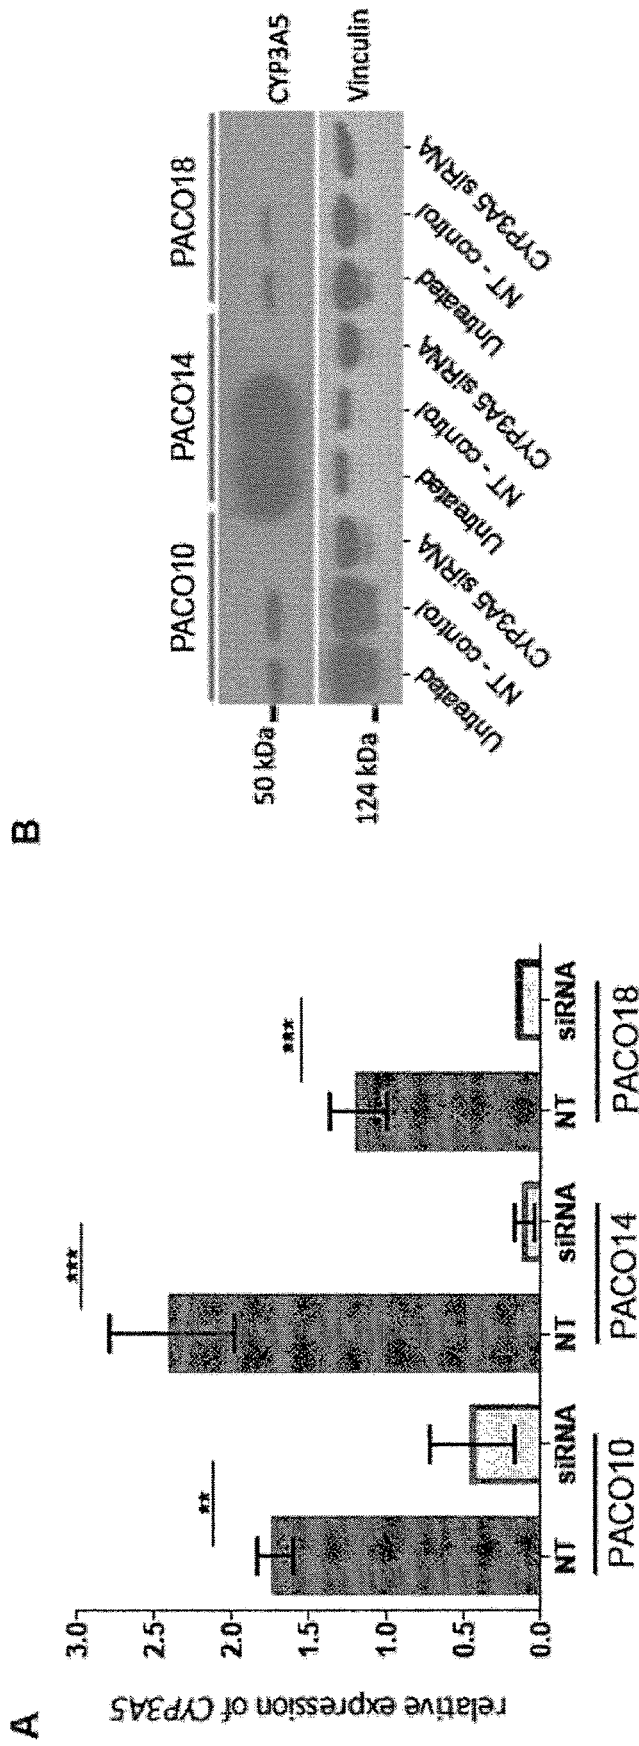 A
relative expression of CYP3A5
3.0
2.5
2.0
1.5
1.0
0.5
0.0
**
***
***
NT
siRNA
NT
siRNA
NT
siRNA
PACO10
PACO14
PACO18
B
PACO10
PACO14
PACO18
50 kDa
CYP3A5
124 kDa
Vinculin
Untreated
NT - control
CYP3A5 siRNA
Untreated
NT - control
CYP3A5 siRNA
Untreated
NT - control
CYP3A5 siRNA